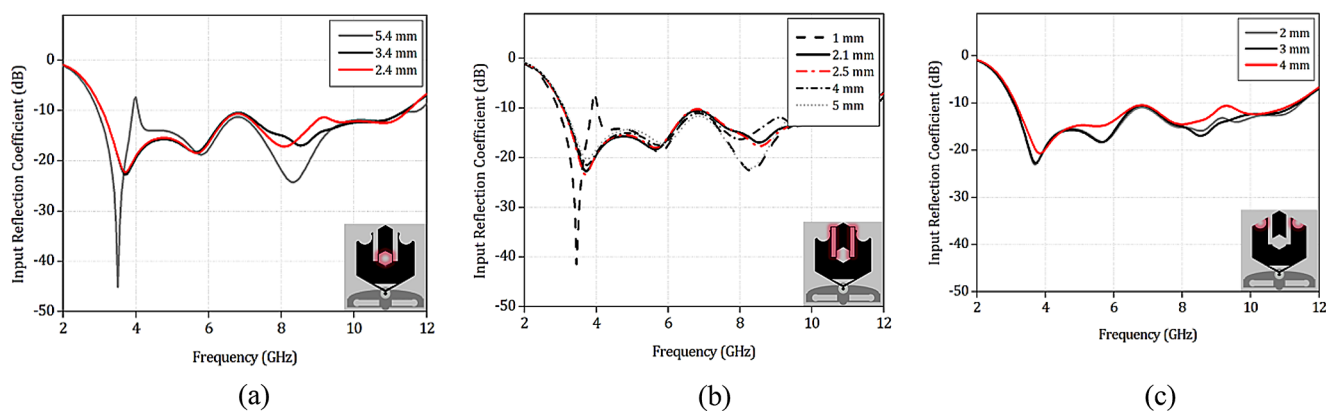 5.4 mm
3.4 mm
2.4 mm
0
-10
-20
-30
-40
-50
2
4
6
8
10
12
Input Reflection Coefficient (dB)
Frequency (GHz)
(a)
1 mm
2.1 mm
2.5 mm
4 mm
5 mm
0
-10
-20
-30
-40
-50
2
4
6
8
10
12
Input Reflection Coefficient (dB)
Frequency (GHz)
(b)
2 mm
3 mm
4 mm
0
-10
-20
-30
-40
-50
2
4
6
8
10
12
Input Reflection Coefficient (dB)
Frequency (GHz)
(c)